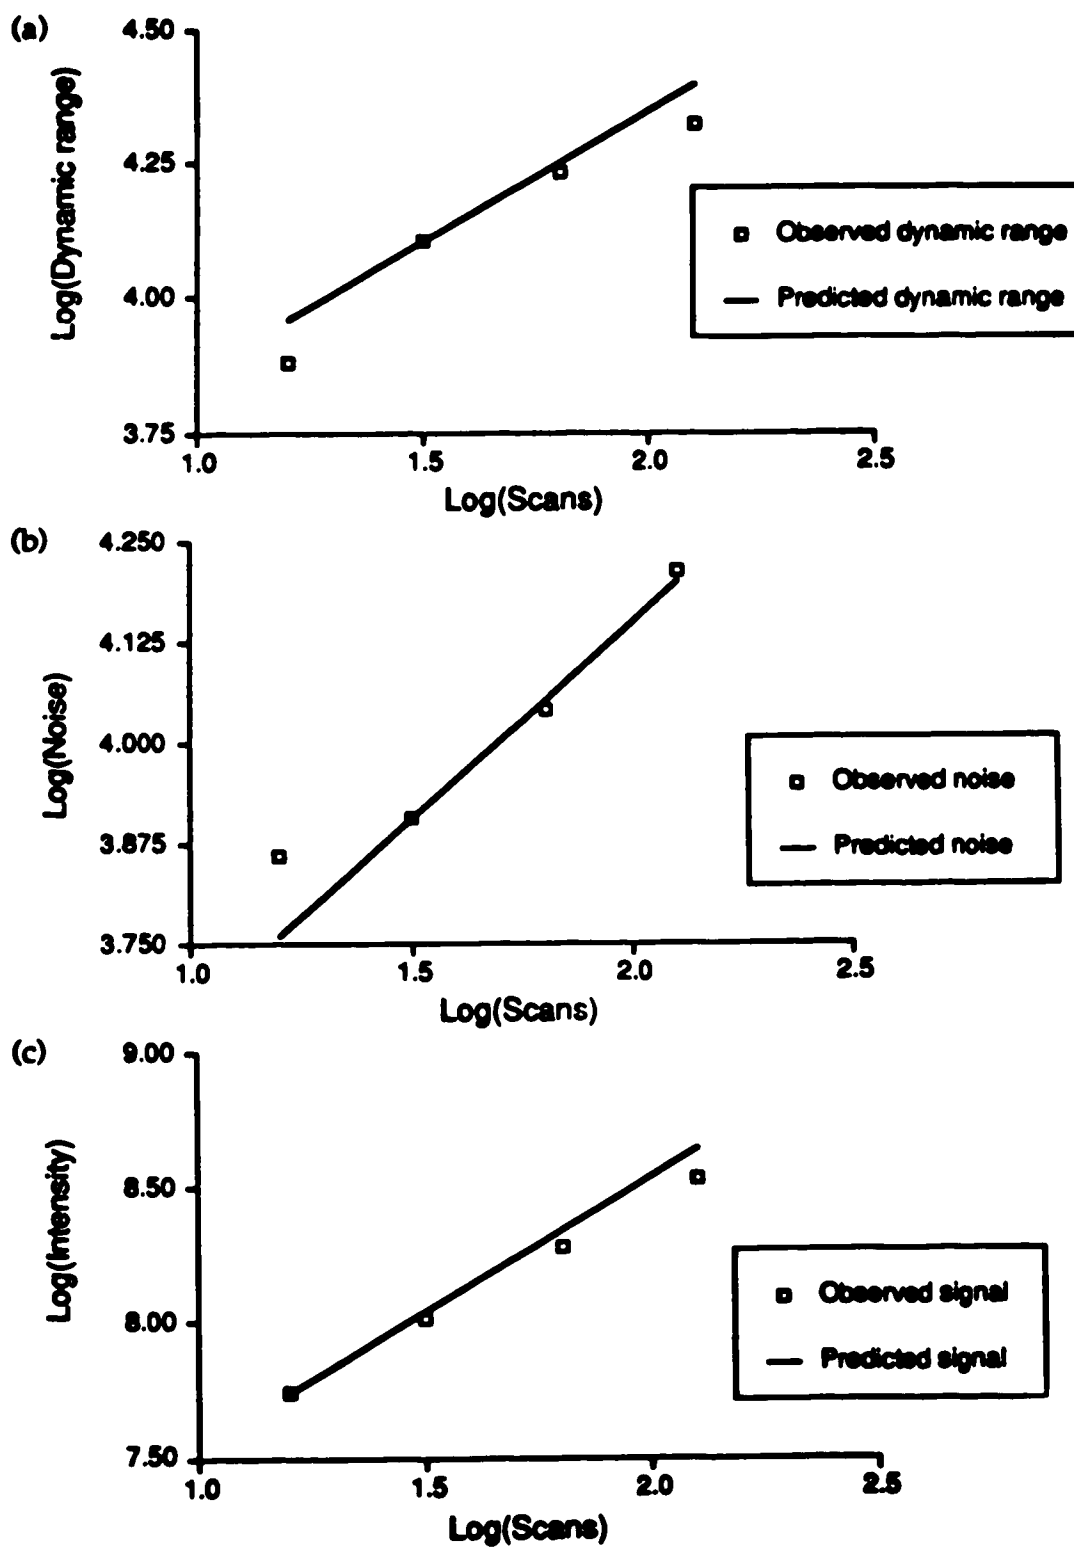 (a)
4.50
4.25
4.00
3.75
Log(Dynamic range)
1.0 1.5 2.0 2.5
Log(Scans)
Observed dynamic range
Predicted dynamic range
(b)
4.250
4.125
4.000
3.875
3.750
Log(Noise)
1.0 1.5 2.0 2.5
Log(Scans)
Observed noise
Predicted noise
(c)
9.00
8.50
8.00
7.50
Log(Intensity)
1.0 1.5 2.0 2.5
Log(Scans)
Observed signal
Predicted signal